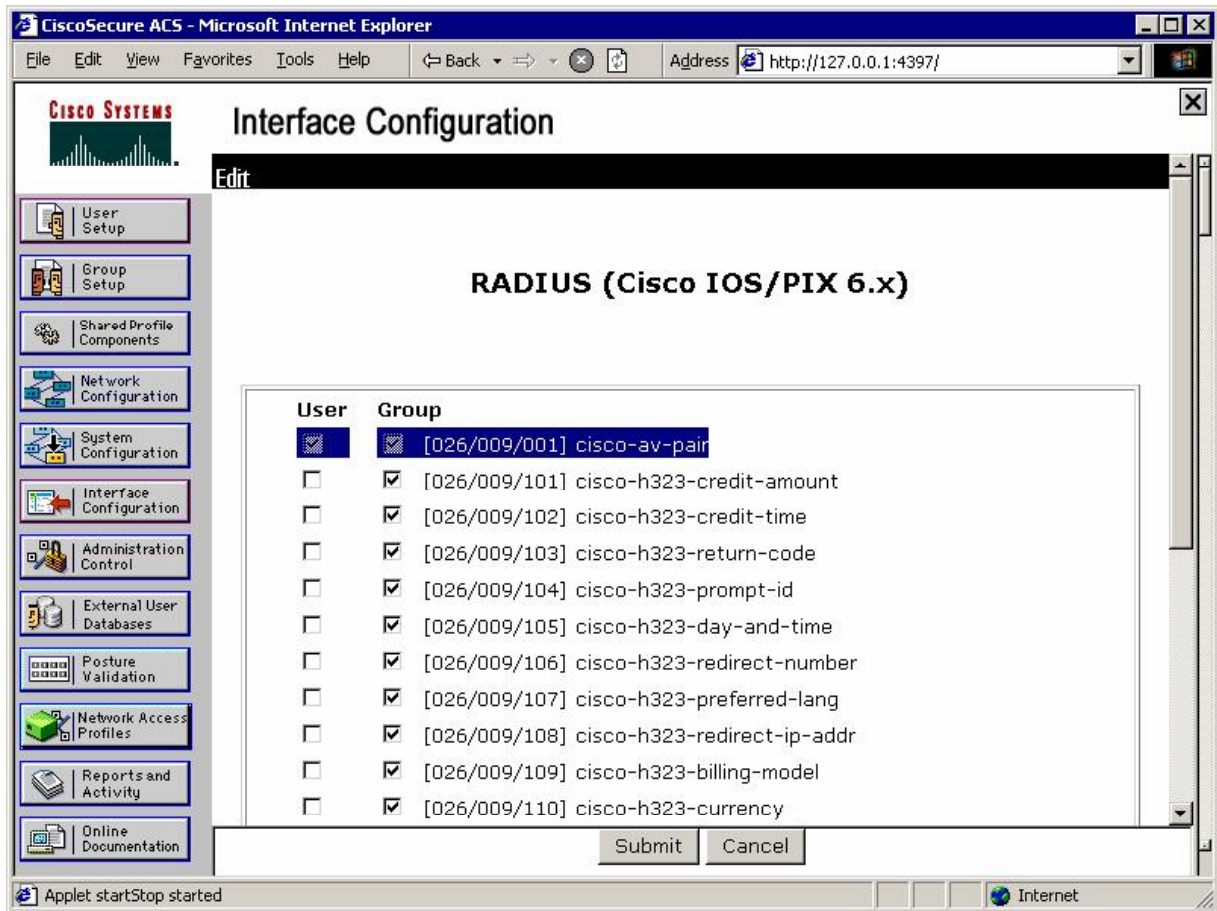 CiscoSecure ACS - Microsoft Internet Explorer
File Edit View Favorites Tools Help Back Address http://127.0.0.1:4397/
CISCO SYSTEMS
Interface Configuration
Edit
User
Setup
Group
Setup
Shared Profile
Components
Network
Configuration
System
Configuration
Interface
Configuration
Administration
Control
External User
Databases
Posture
Validation
Network Access
Profiles
Reports and
Activity
Online
Documentation
RADIUS (Cisco IOS/PIX 6.x)
User Group
[026/009/001] cisco-av-pair
[026/009/101] cisco-h323-credit-amount
[026/009/102] cisco-h323-credit-time
[026/009/103] cisco-h323-return-code
[026/009/104] cisco-h323-prompt-id
[026/009/105] cisco-h323-day-and-time
[026/009/106] cisco-h323-redirect-number
[026/009/107] cisco-h323-preferred-lang
[026/009/108] cisco-h323-redirect-ip-addr
[026/009/109] cisco-h323-billing-model
[026/009/110] cisco-h323-currency
Submit Cancel
Applet startStop started Internet